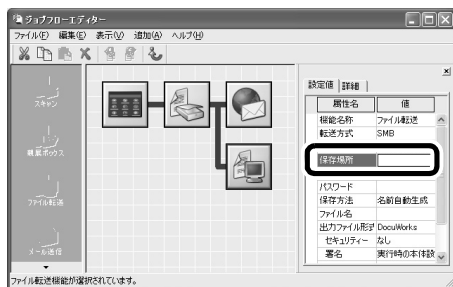 ジョブフローエディター
ファイル(F) 編集(E) 表示(V) 追加(A) ヘルプ(H)
スキャン
親展ボックス
ファイル転送
メール送信
設定値 詳細
属性名 値
機能名称 ファイル転送
転送方式 SMB
保存場所
パスワード
保存方法 名前自動生成
ファイル名
出力ファイル形式 DocuWorks
セキュリティー なし
署名 実行時の本体設
ファイル転送機能が選択されています。